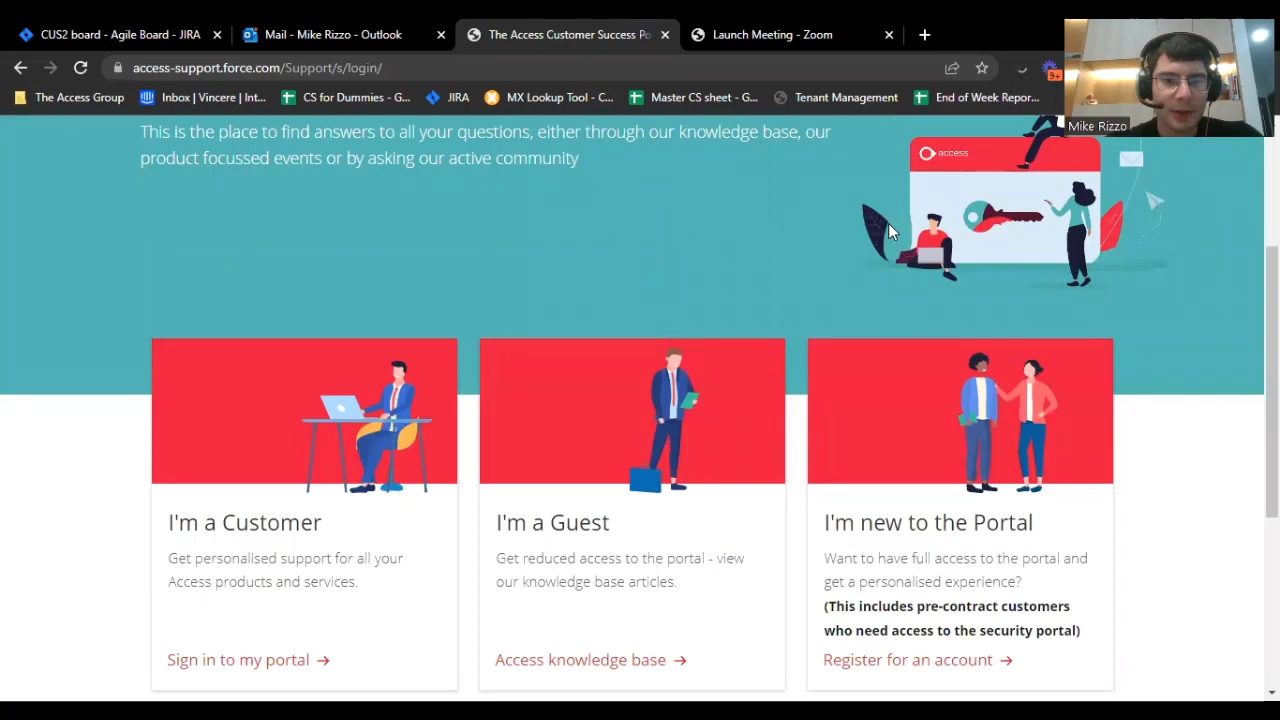 CUS2 board - Agile Board - JIRA
Mail - Mike Rizzo - Outlook
The Access Customer Success Po
Launch Meeting - Zoom
access-support.force.com/Support/s/login/
9+
The Access Group
Inbox | Vincere | Int...
CS for Dummies - G...
JIRA
MX Lookup Tool - C...
Master CS sheet - G...
Tenant Management
End of Week Repor...
Mike Rizzo
This is the place to find answers to all your questions, either through our knowledge base, our
product focussed events or by asking our active community
access
I'm a Customer
Get personalised support for all your
Access products and services.
Sign in to my portal →
I'm a Guest
Get reduced access to the portal - view
our knowledge base articles.
Access knowledge base →
I'm new to the Portal
Want to have full access to the portal and
get a personalised experience?
(This includes pre-contract customers
who need access to the security portal)
Register for an account →